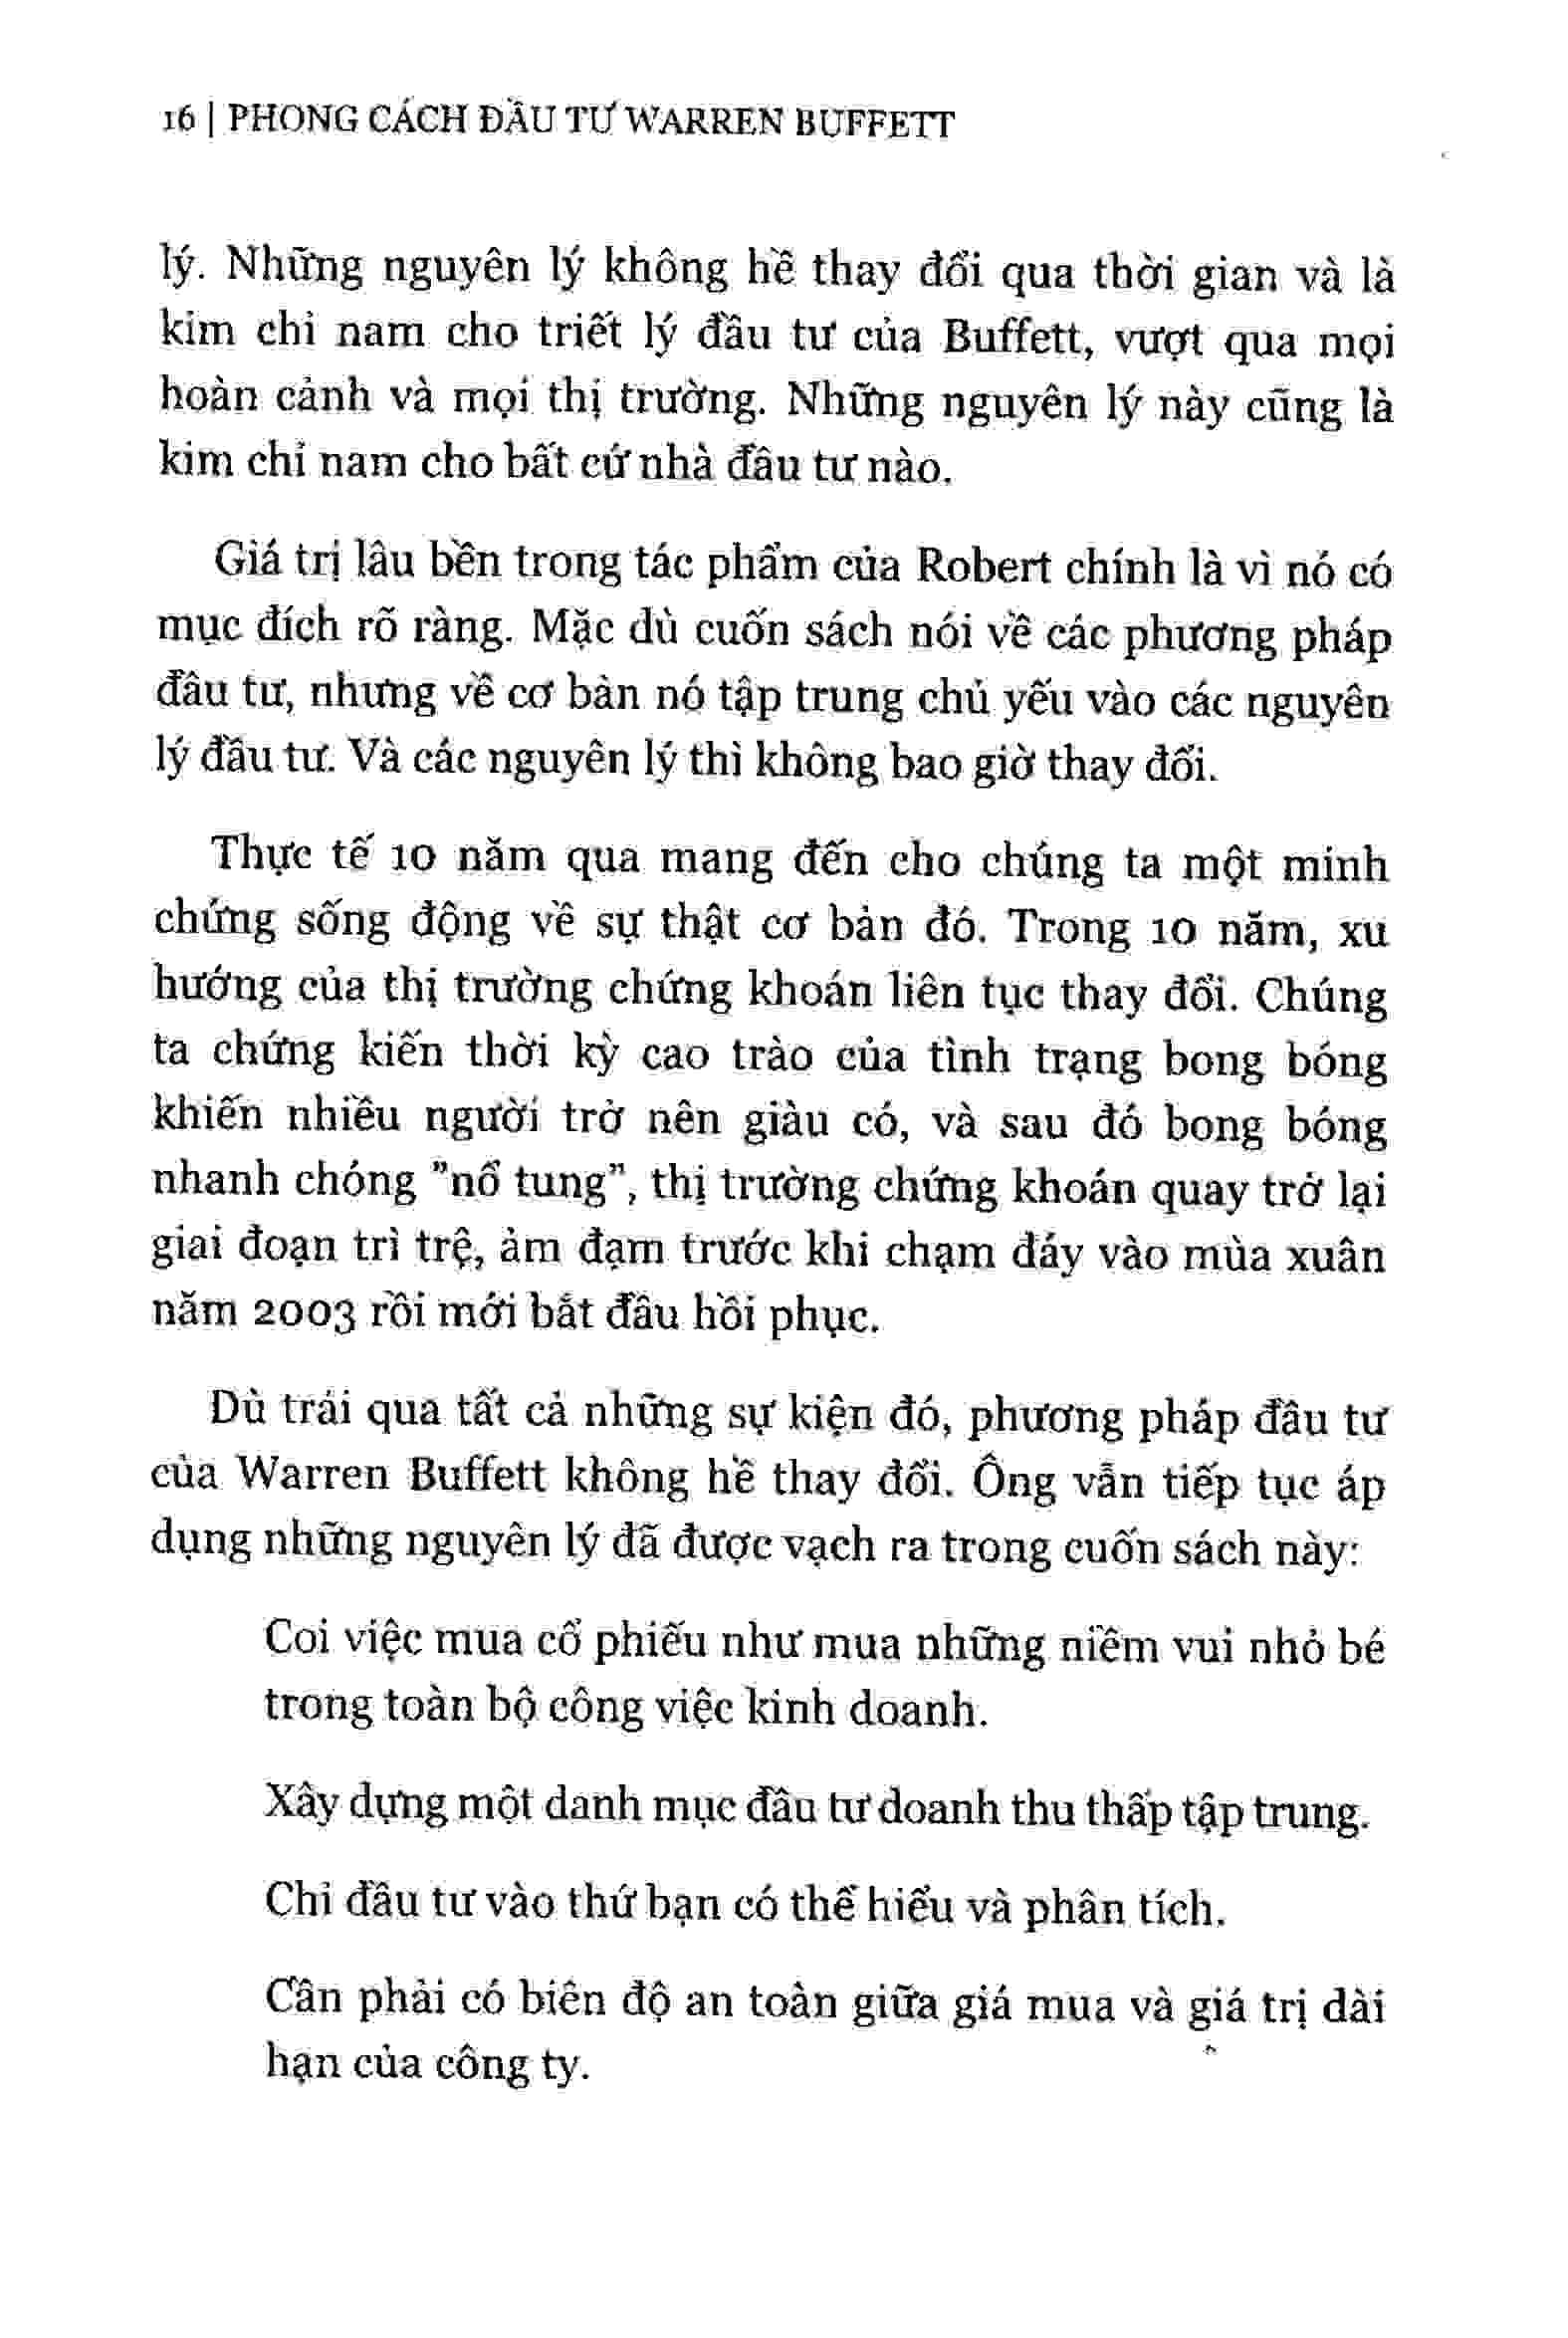 16 | PHONG CÁCH ĐẦU TƯ WARREN BUFFETT
lý. Những nguyên lý không hề thay đổi qua thời gian và là
kim chỉ nam cho triết lý đầu tư của Buffett, vượt qua mọi
hoàn cảnh và mọi thị trường. Những nguyên lý này cũng là
kim chỉ nam cho bất cứ nhà đầu tư nào.
Giá trị lâu bền trong tác phẩm của Robert chính là vì nó có
mục đích rõ ràng. Mặc dù cuốn sách nói về các phương pháp
đầu tư, nhưng về cơ bản nó tập trung chủ yếu vào các nguyên
lý đầu tư. Và các nguyên lý thì không bao giờ thay đổi.
Thực tế 10 năm qua mang đến cho chúng ta một minh
chứng sống động về sự thật cơ bản đó. Trong 10 năm, xu
hướng của thị trường chứng khoán liên tục thay đổi. Chúng
ta chứng kiến thời kỳ cao trào của tình trạng bong bóng
khiến nhiều người trở nên giàu có, và sau đó bong bóng
nhanh chóng "nổ tung", thị trường chứng khoán quay trở lại
giai đoạn trì trệ, ảm đạm trước khi chạm đáy vào mùa xuân
năm 2003 rồi mới bắt đầu hồi phục.
Dù trải qua tất cả những sự kiện đó, phương pháp đầu tư
của Warren Buffett không hề thay đổi. Ông vẫn tiếp tục áp
dụng những nguyên lý đã được vạch ra trong cuốn sách này:
Coi việc mua cổ phiếu như mua những niềm vui nhỏ bé
trong toàn bộ công việc kinh doanh.
Xây dựng một danh mục đầu tư doanh thu thấp tập trung.
Chỉ đầu tư vào thứ bạn có thể hiểu và phân tích.
Cần phải có biên độ an toàn giữa giá mua và giá trị dài
hạn của công ty.